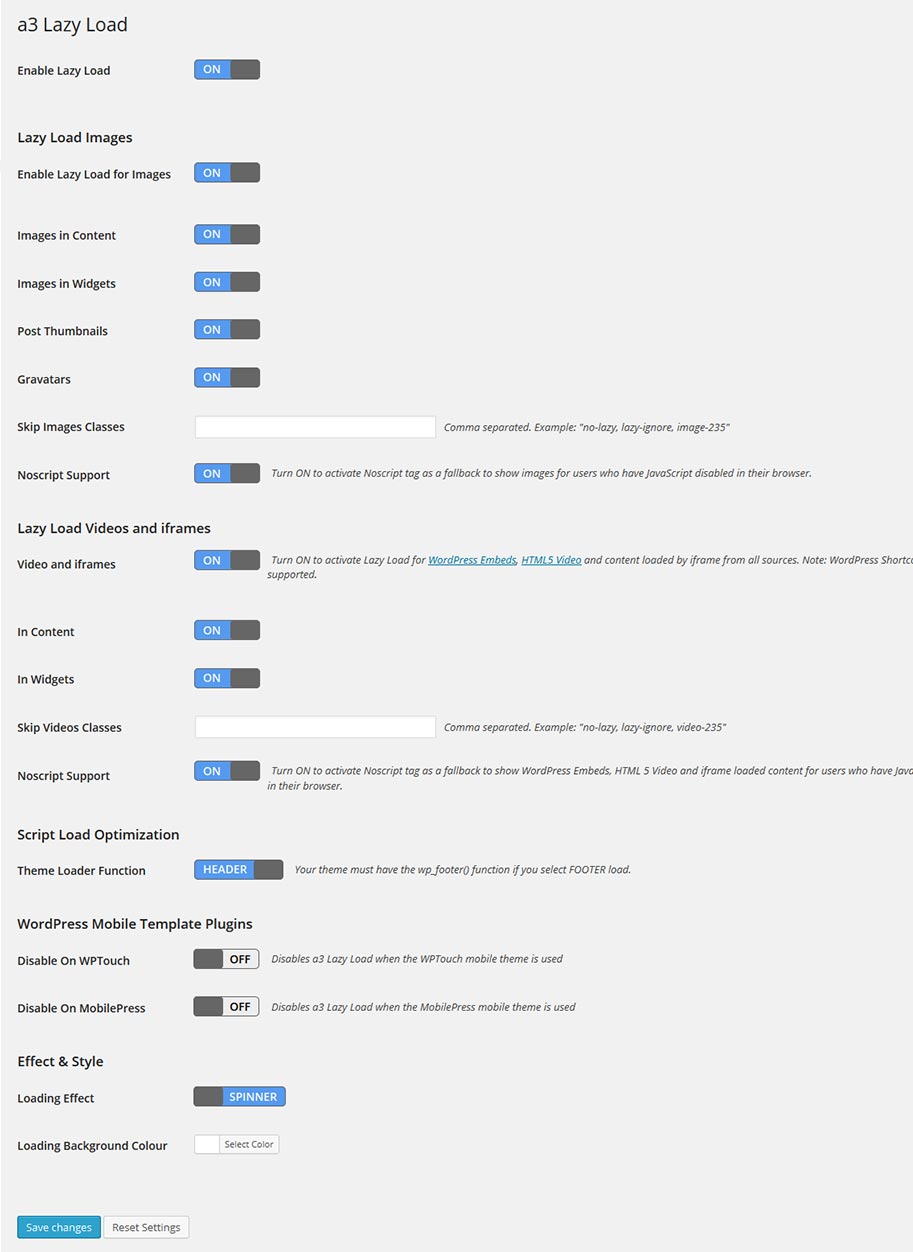 a3 Lazy Load
Enable Lazy Load ON
Lazy Load Images
Enable Lazy Load for Images ON
Images in Content ON
Images in Widgets ON
Post Thumbnails ON
Gravatars ON
Skip Images Classes Comma separated. Example: "no-lazy, lazy-ignore, image-235"
Noscript Support ON Turn ON to activate Noscript tag as a fallback to show images for users who have JavaScript disabled in their browser.
Lazy Load Videos and iframes
Video and iframes ON Turn ON to activate Lazy Load for WordPress Embeds, HTML5 Video and content loaded by iframe from all sources. Note: WordPress
supported.
In Content ON
In Widgets ON
Skip Videos Classes Comma separated. Example: "no-lazy, lazy-ignore, video-235"
Noscript Support ON Turn ON to activate Noscript tag as a fallback to show WordPress Embeds, HTML 5 Video and iframe loaded content for users who have
in their browser.
Script Load Optimization
Theme Loader Function HEADER Your theme must have the wp_footer() function if you select FOOTER load.
WordPress Mobile Template Plugins
Disable On WPTouch OFF Disables a3 Lazy Load when the WPTouch mobile theme is used
Disable On MobilePress OFF Disables a3 Lazy Load when the MobilePress mobile theme is used
Effect & Style
Loading Effect SPINNER
Loading Background Colour Select Color
Save changes Reset Settings